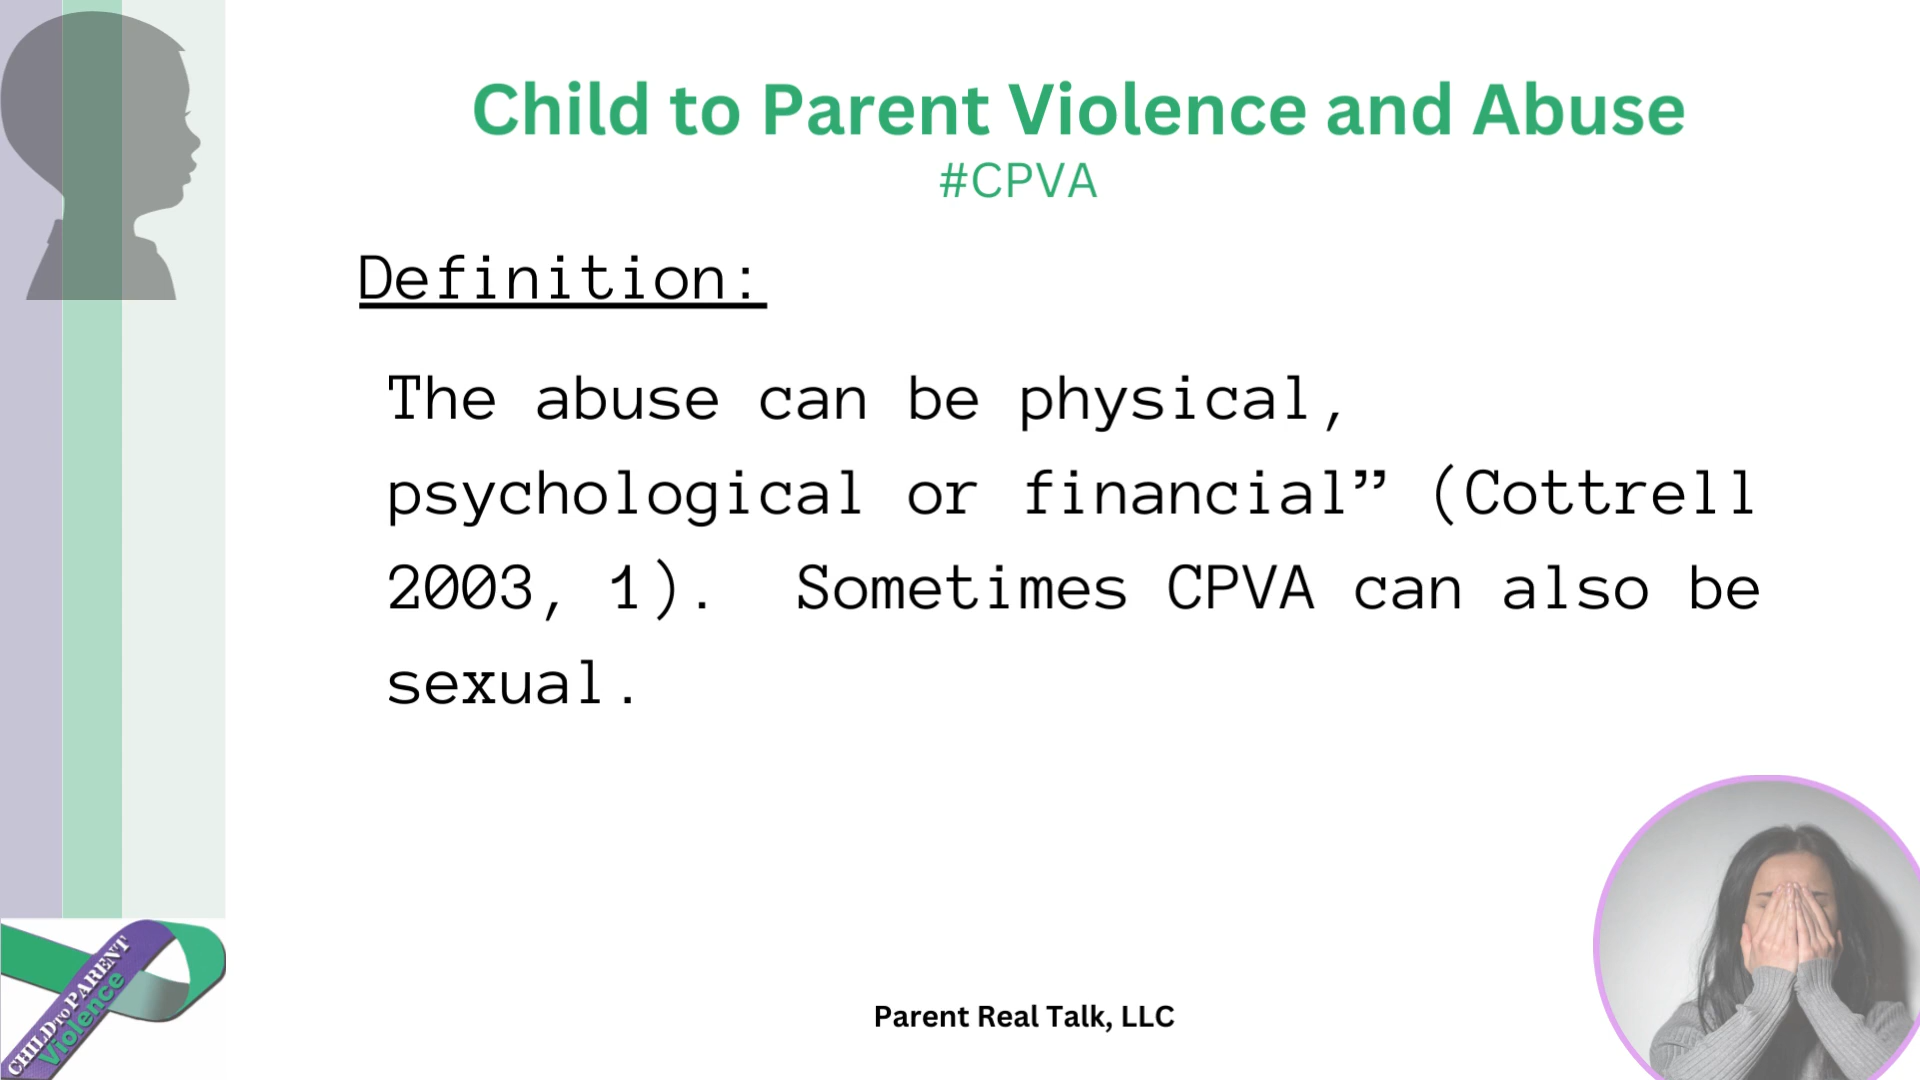 Child to Parent Violence and Abuse
#CPVA
Definition:
The abuse can be physical,
psychological or financial” (Cottrell
2003, 1).  Sometimes CPVA can also be
sexual.
CHILD to PARENT
Violence
Parent Real Talk, LLC